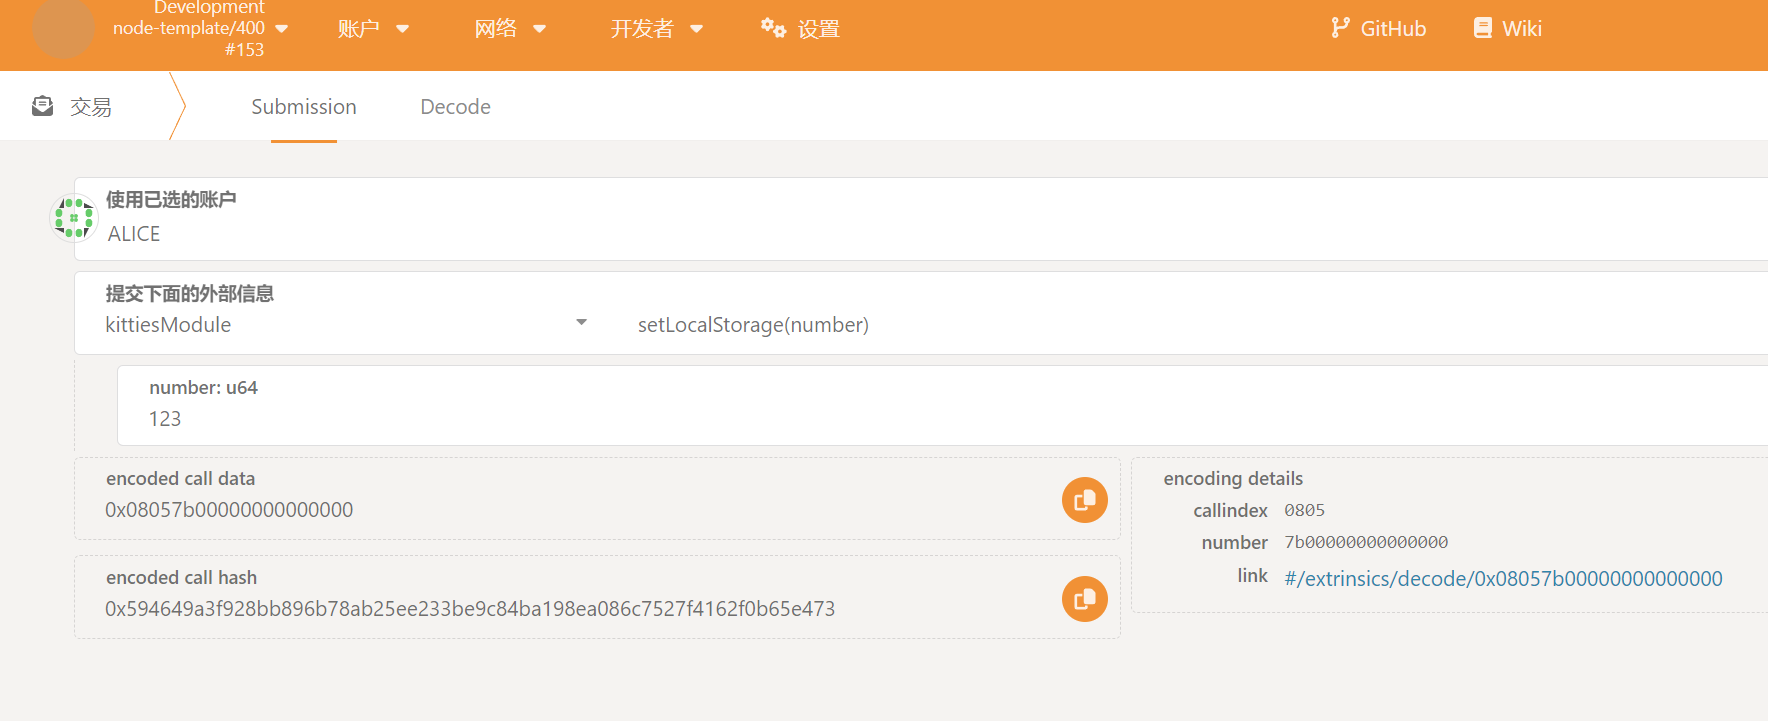 Development
node-template/400
#153
账户
网络
开发者
设置
GitHub
Wiki
交易
Submission
Decode
使用已选的账户
ALICE
提交下面的外部信息
kittiesModule
setLocalStorage(number)
number: u64
123
encoded call data
0x08057b00000000000000
encoded call hash
0x594649a3f928bb896b78ab25ee233be9c84ba198ea086c7527f4162f0b65e473
encoding details
callindex 0805
number 7b00000000000000
link #/extrinsics/decode/0x08057b00000000000000